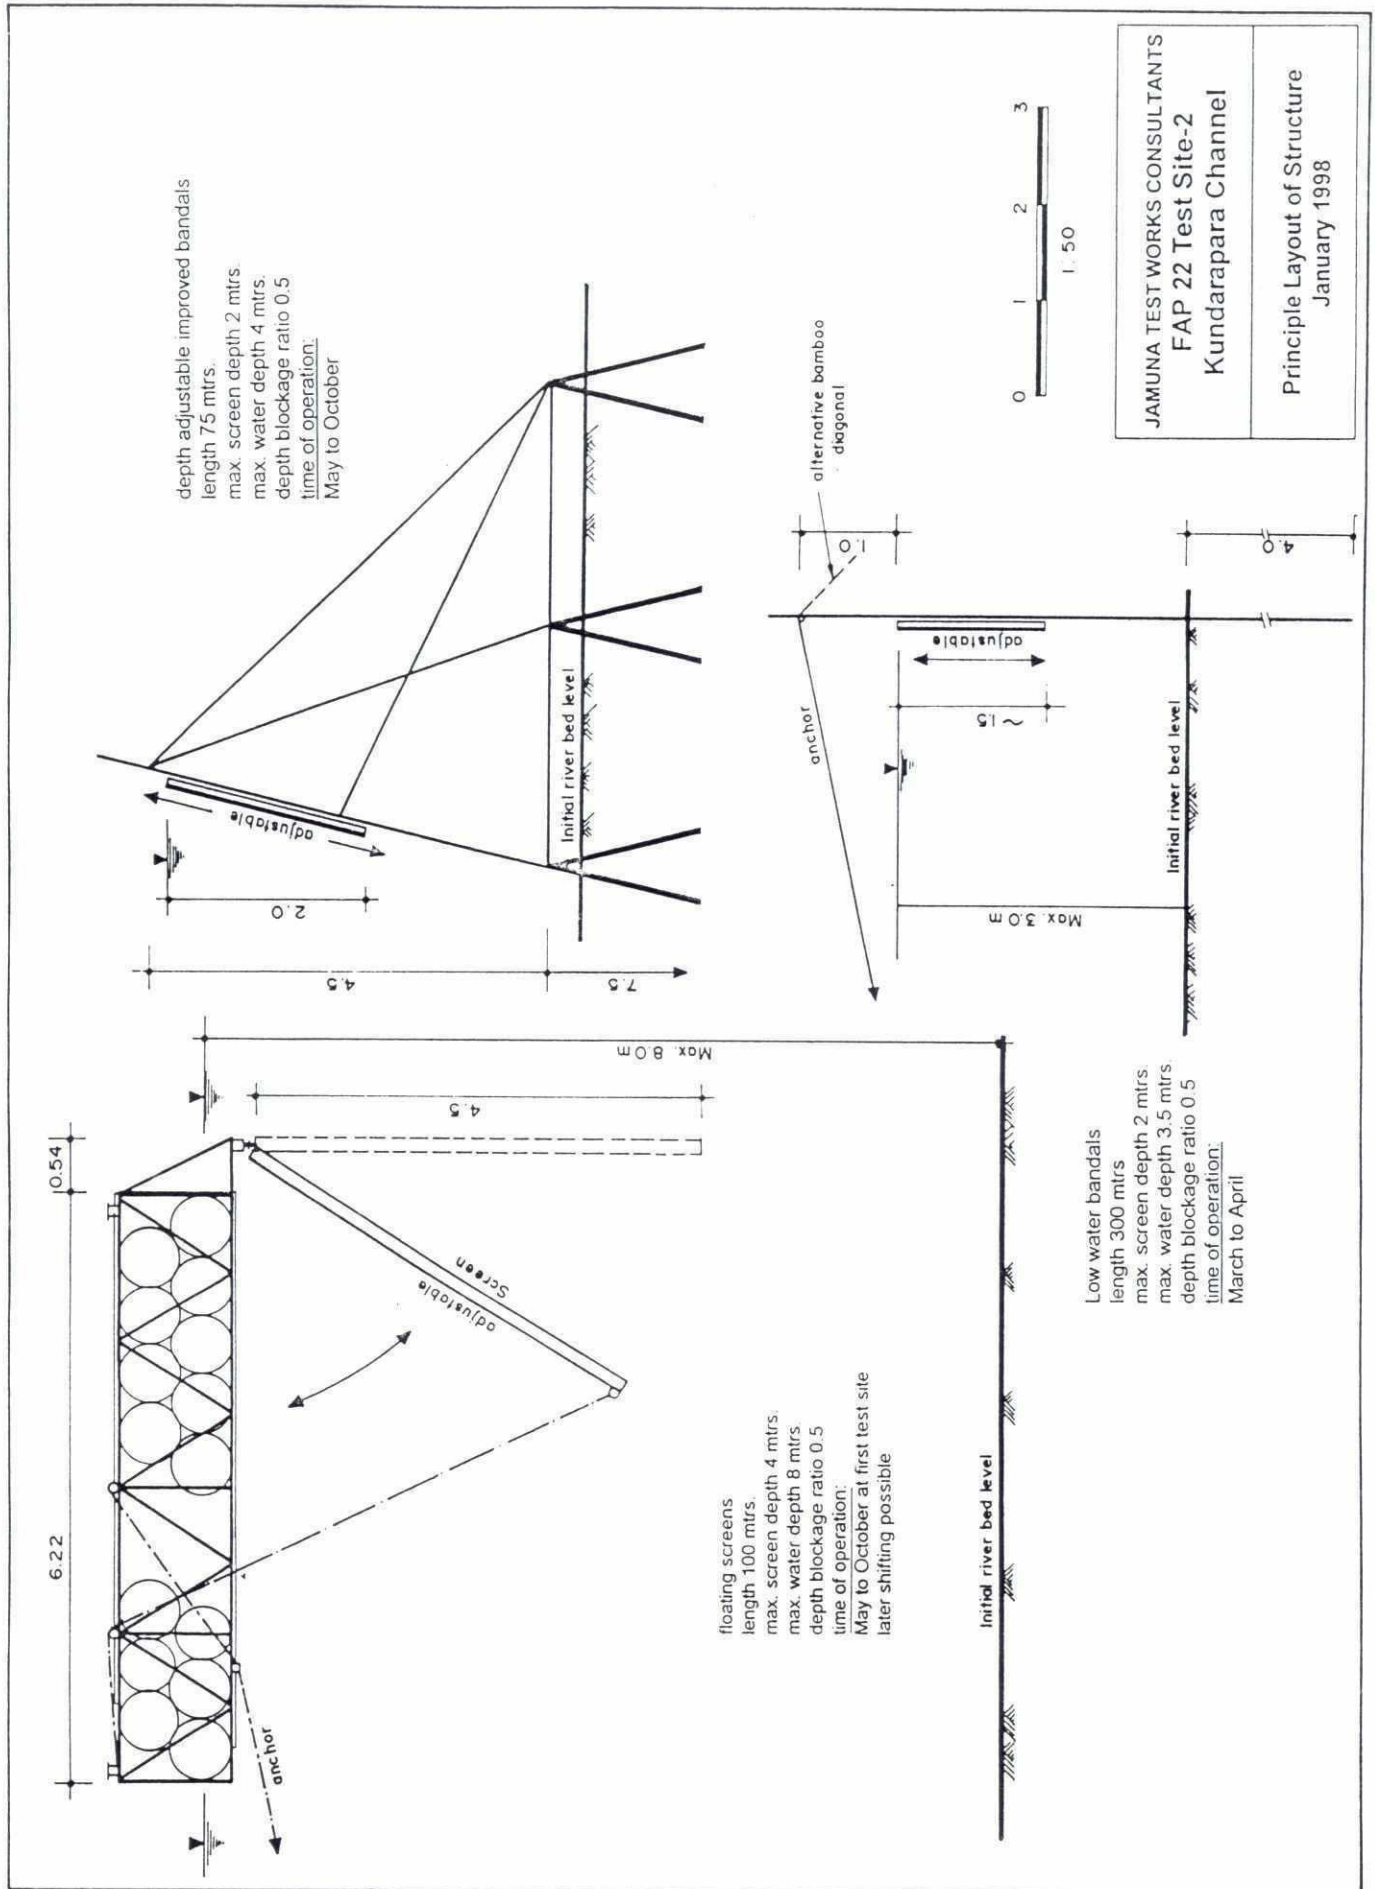 6.22
0.54
anchor
adjustable
Screen
4.5
Max. 8.0m
floating screens
length 100 mtrs.
max. screen depth 4 mtrs.
max. water depth 8 mtrs
depth blockage ratio 0.5
time of operation:
May to October at first test site
later shifting possible
Initial river bed level
4.5
7.5
2.0
adjustable
Initial river bed level
depth adjustable improved bandals
length 75 mtrs.
max. screen depth 2 mtrs.
max. water depth 4 mtrs.
depth blockage ratio 0.5
time of operation:
May to October
anchor
alternative bamboo
diagonal
1.0
adjustable
~1.5
Max. 3.0m
Initial river bed level
4.0
Low water bandals
length 300 mtrs
max. screen depth 2 mtrs.
max. water depth 3.5 mtrs.
depth blockage ratio 0.5
time of operation:
March to April
0 1 2 3
1:50
JAMUNA TEST WORKS CONSULTANTS
FAP 22 Test Site-2
Kundarapara Channel
Principle Layout of Structure
January 1998